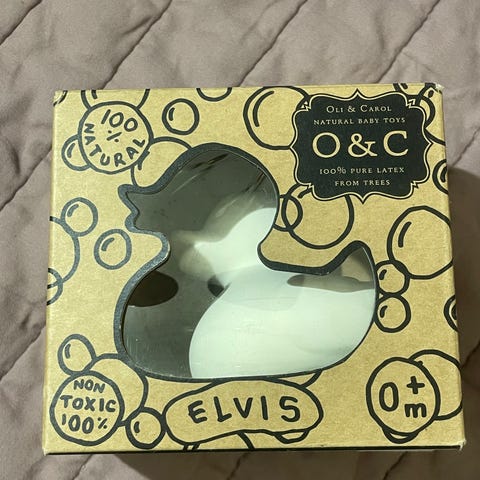 100
%
NATURAL
OLI & CAROL
NATURAL BABY TOYS
O & C
100% PURE LATEX
FROM TREES
NON
TOXIC
100%
ELVIS
0+
m